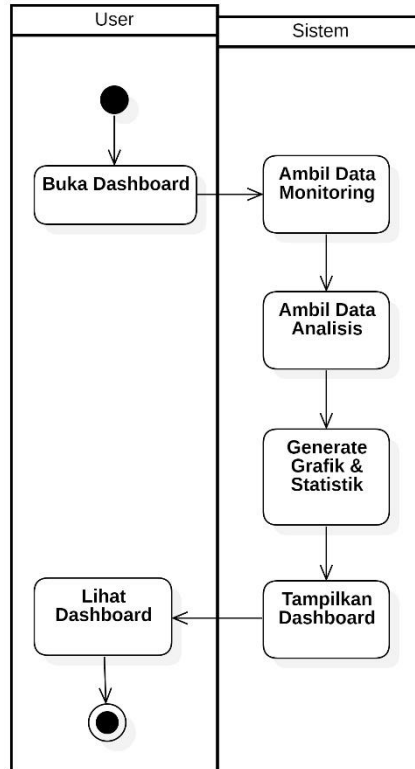 User
Sistem
Buka Dashboard
Ambil Data
Monitoring
Ambil Data
Analisis
Generate
Grafik &
Statistik
Tampilkan
Dashboard
Lihat
Dashboard